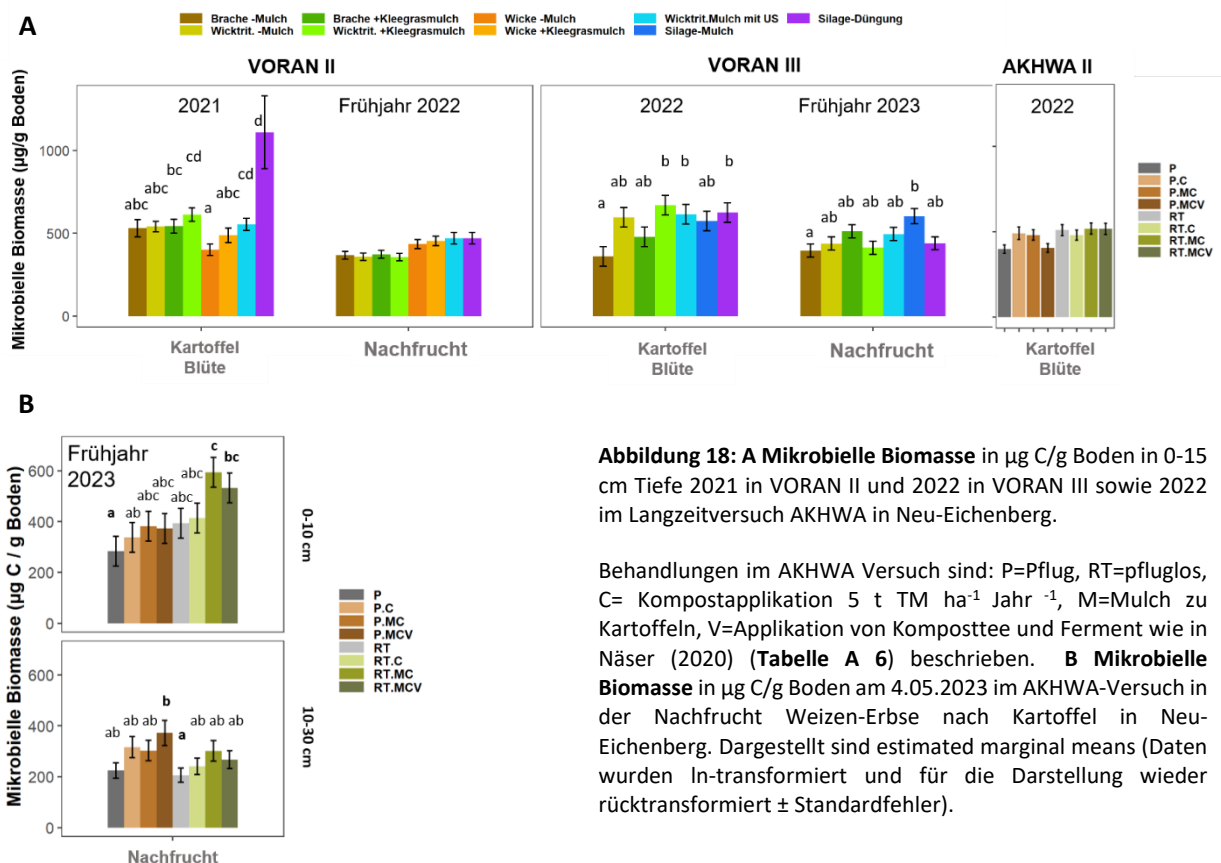 A
Brache -Mulch Brache +Kleegrasmulch Wicke -Mulch Wicktrit.Mulch mit US Silage-Düngung
Wicktrit. -Mulch Wicktrit. +Kleegrasmulch Wicke +Kleegrasmulch Silage-Mulch
VORAN II VORAN III AKHWA II
Mikrobielle Biomasse (µg/g Boden)
2021 Frühjahr 2022 2022 Frühjahr 2023 2022
1000
500
0
abc abc bc cd a abc cd d
a ab ab b b ab b
a ab ab ab ab b ab
P
P.C
P.MC
P.MCV
RT
RT.C
RT.MC
RT.MCV
Kartoffel Nachfrucht Kartoffel Nachfrucht Kartoffel
Blüte Blüte Blüte
B
Mikrobielle Biomasse (µg C / g Boden)
Frühjahr
2023
600
400
200
0
a ab abc abc abc abc c bc
0-10 cm
600
400
200
0
ab ab ab b a ab ab ab
10-30 cm
Nachfrucht
P
P.C
P.MC
P.MCV
RT
RT.C
RT.MC
RT.MCV
Abbildung 18: A Mikrobielle Biomasse in µg C/g Boden in 0-15
cm Tiefe 2021 in VORAN II und 2022 in VORAN III sowie 2022
im Langzeitversuch AKHWA in Neu-Eichenberg.
Behandlungen im AKHWA Versuch sind: P=Pflug, RT=pfluglos,
C= Kompostapplikation 5 t TM ha⁻¹ Jahr ⁻¹, M=Mulch zu
Kartoffeln, V=Applikation von Komposttee und Ferment wie in
Näser (2020) (Tabelle A 6) beschrieben. B Mikrobielle
Biomasse in µg C/g Boden am 4.05.2023 im AKHWA-Versuch in
der Nachfrucht Weizen-Erbse nach Kartoffel in Neu-
Eichenberg. Dargestellt sind estimated marginal means (Daten
wurden ln-transformiert und für die Darstellung wieder
rücktransformiert ± Standardfehler).